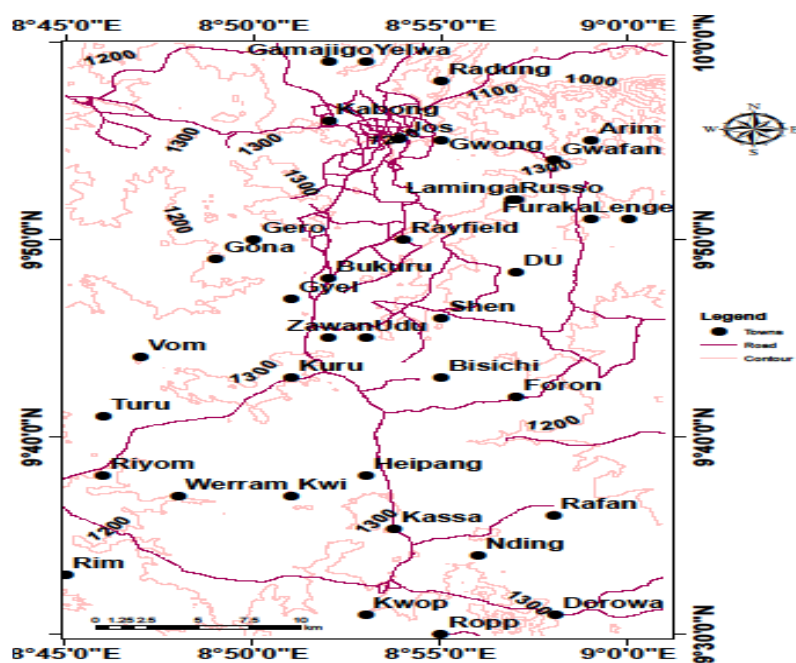 8°45'0"E 8°50'0"E 8°55'0"E 9°0'0"E
10°0'0"N
1200
Gamajigo Yelwa
Radung
1000
1100
N
W E
S
Kabong
Jos
Arim
Gwong
Gwafan
1300
1300
1300
1300
Laminga Russo
Furaka Lenge
1200
Gero
Rayfield
9°50'0"N 9°50'0"N
Gona
DU
Bukuru
Gyel
Shen
Legend
Towns
Road
Contour
Zawan Udu
Vom
1300
Kuru
Bisichi
Foron
Turu
1200
9°40'0"N 9°40'0"N
Riyom
Heipang
Werram Kwi
Rafan
1200
1300
Kassa
Nding
Rim
Kwop
1300
Dorowa
0 1.25 2.5 5 7.5 10
km
Ropp
9°30'0"N
8°45'0"E 8°50'0"E 8°55'0"E 9°0'0"E